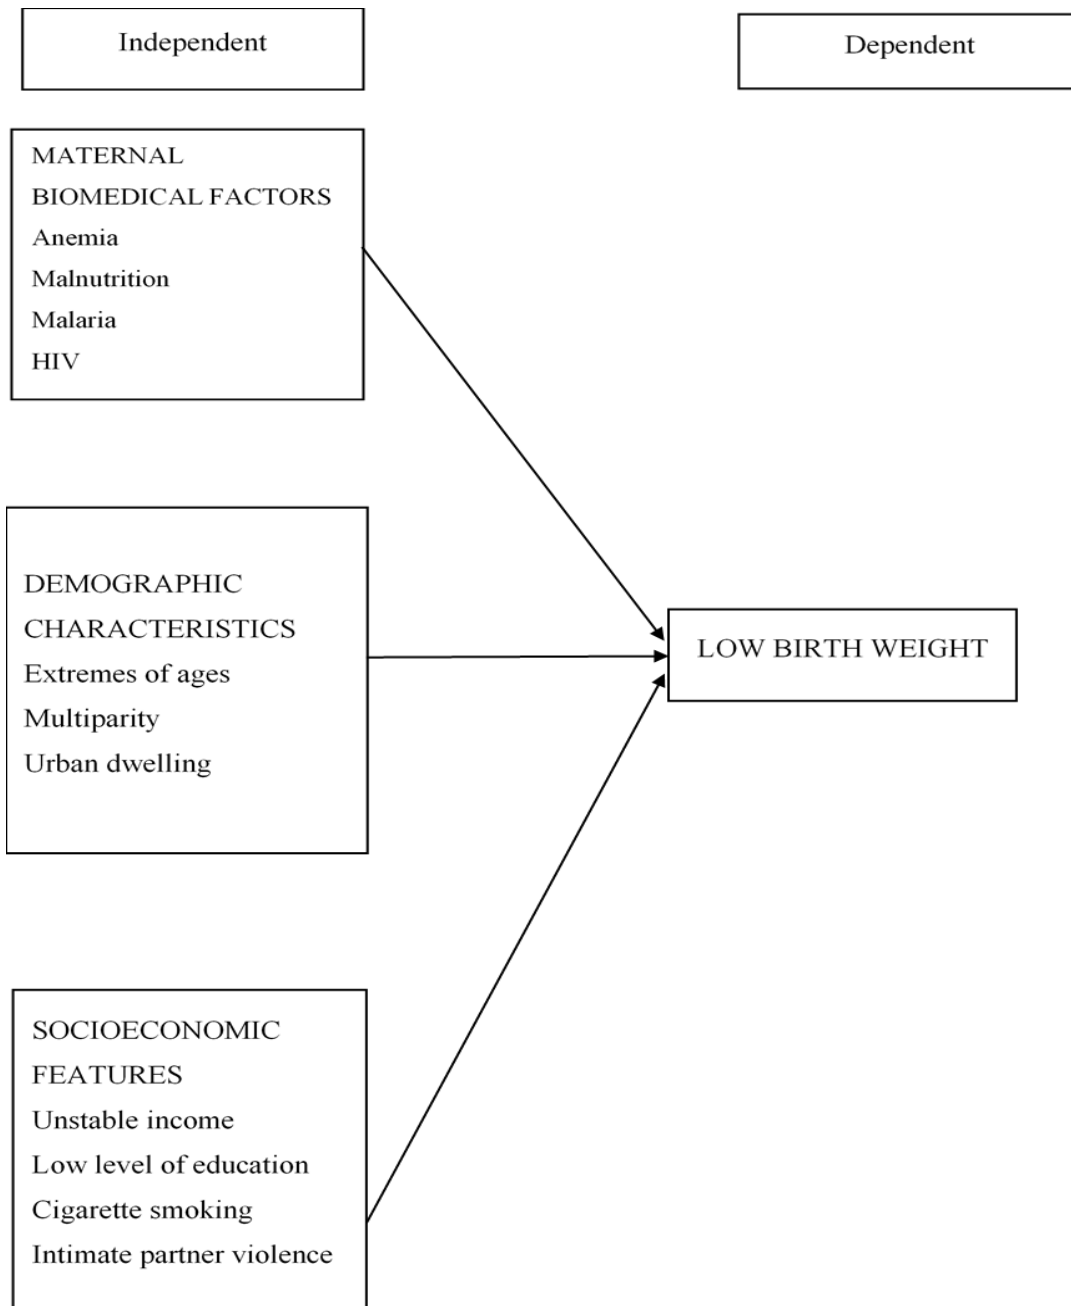 Independent
Dependent
MATERNAL
BIOMEDICAL FACTORS
Anemia
Malnutrition
Malaria
HIV
DEMOGRAPHIC
CHARACTERISTICS
Extremes of ages
Multiparity
Urban dwelling
LOW BIRTH WEIGHT
SOCIOECONOMIC
FEATURES
Unstable income
Low level of education
Cigarette smoking
Intimate partner violence